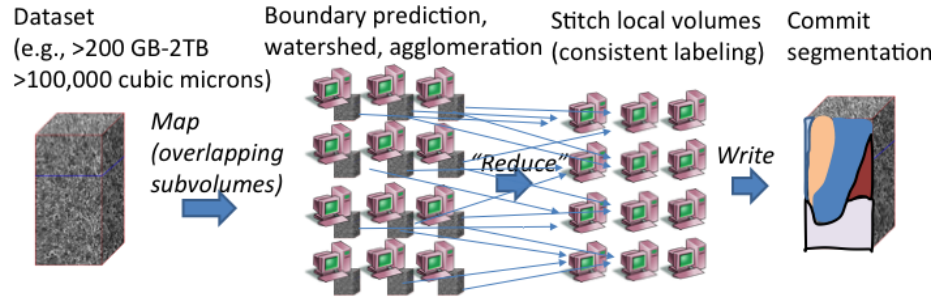 Dataset
(e.g., >200 GB-2TB
>100,000 cubic microns)
Map
(overlapping
subvolumes)
Boundary prediction,
watershed, agglomeration
"Reduce"
Stitch local volumes
(consistent labeling)
Write
Commit
segmentation